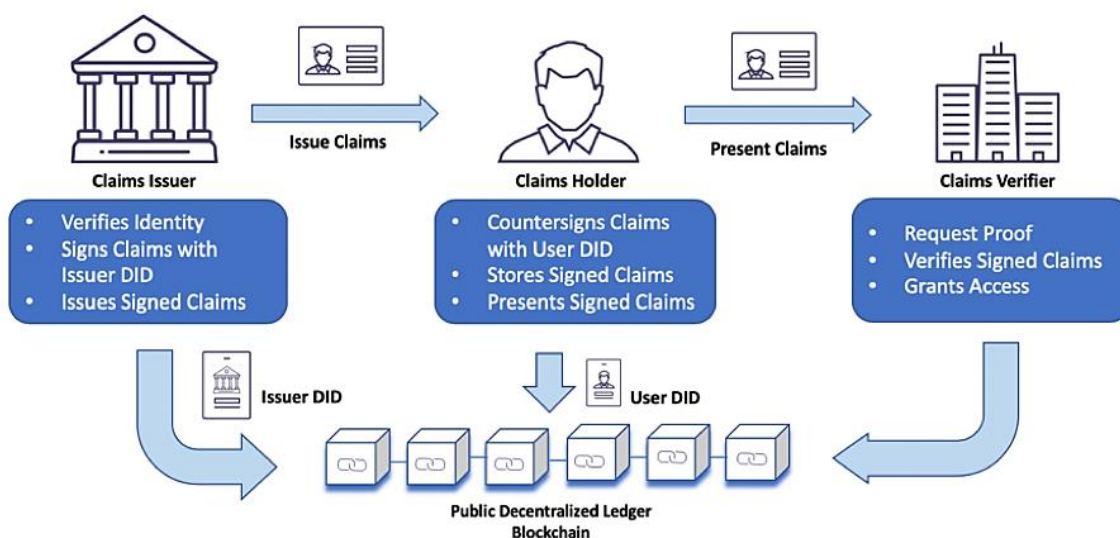 Issue Claims
Present Claims
Claims Issuer
Claims Holder
Claims Verifier
• Verifies Identity
• Signs Claims with
Issuer DID
• Issues Signed Claims
• Countersigns Claims
with User DID
• Stores Signed Claims
• Presents Signed Claims
• Request Proof
• Verifies Signed Claims
• Grants Access
Issuer DID
User DID
Public Decentralized Ledger
Blockchain